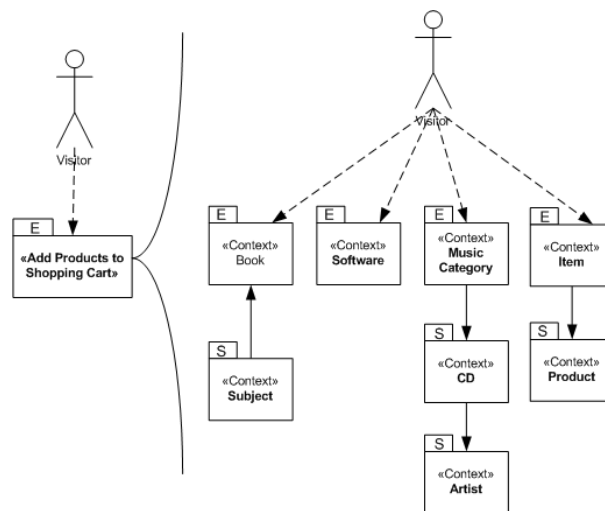 Visitor
E
«Add Products to
Shopping Cart»
Visitor
E
«Context»
Book
E
«Context»
Software
E
«Context»
Music
Category
E
«Context»
Item
S
«Context»
Subject
S
«Context»
CD
S
«Context»
Product
S
«Context»
Artist